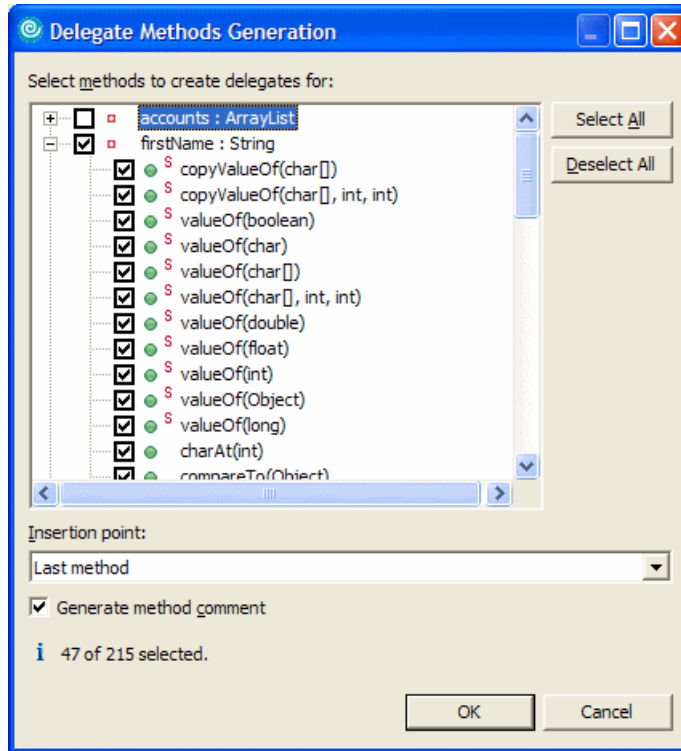 Delegate Methods Generation
Select methods to create delegates for:
accounts : ArrayList
Select All
firstName : String
Deselect All
S copyValueOf(char[])
S copyValueOf(char[], int, int)
S valueOf(boolean)
S valueOf(char)
S valueOf(char[])
S valueOf(char[], int, int)
S valueOf(double)
S valueOf(float)
S valueOf(int)
S valueOf(Object)
S valueOf(long)
charAt(int)
compareTo(Object)
Insertion point:
Last method
Generate method comment
i 47 of 215 selected.
OK
Cancel